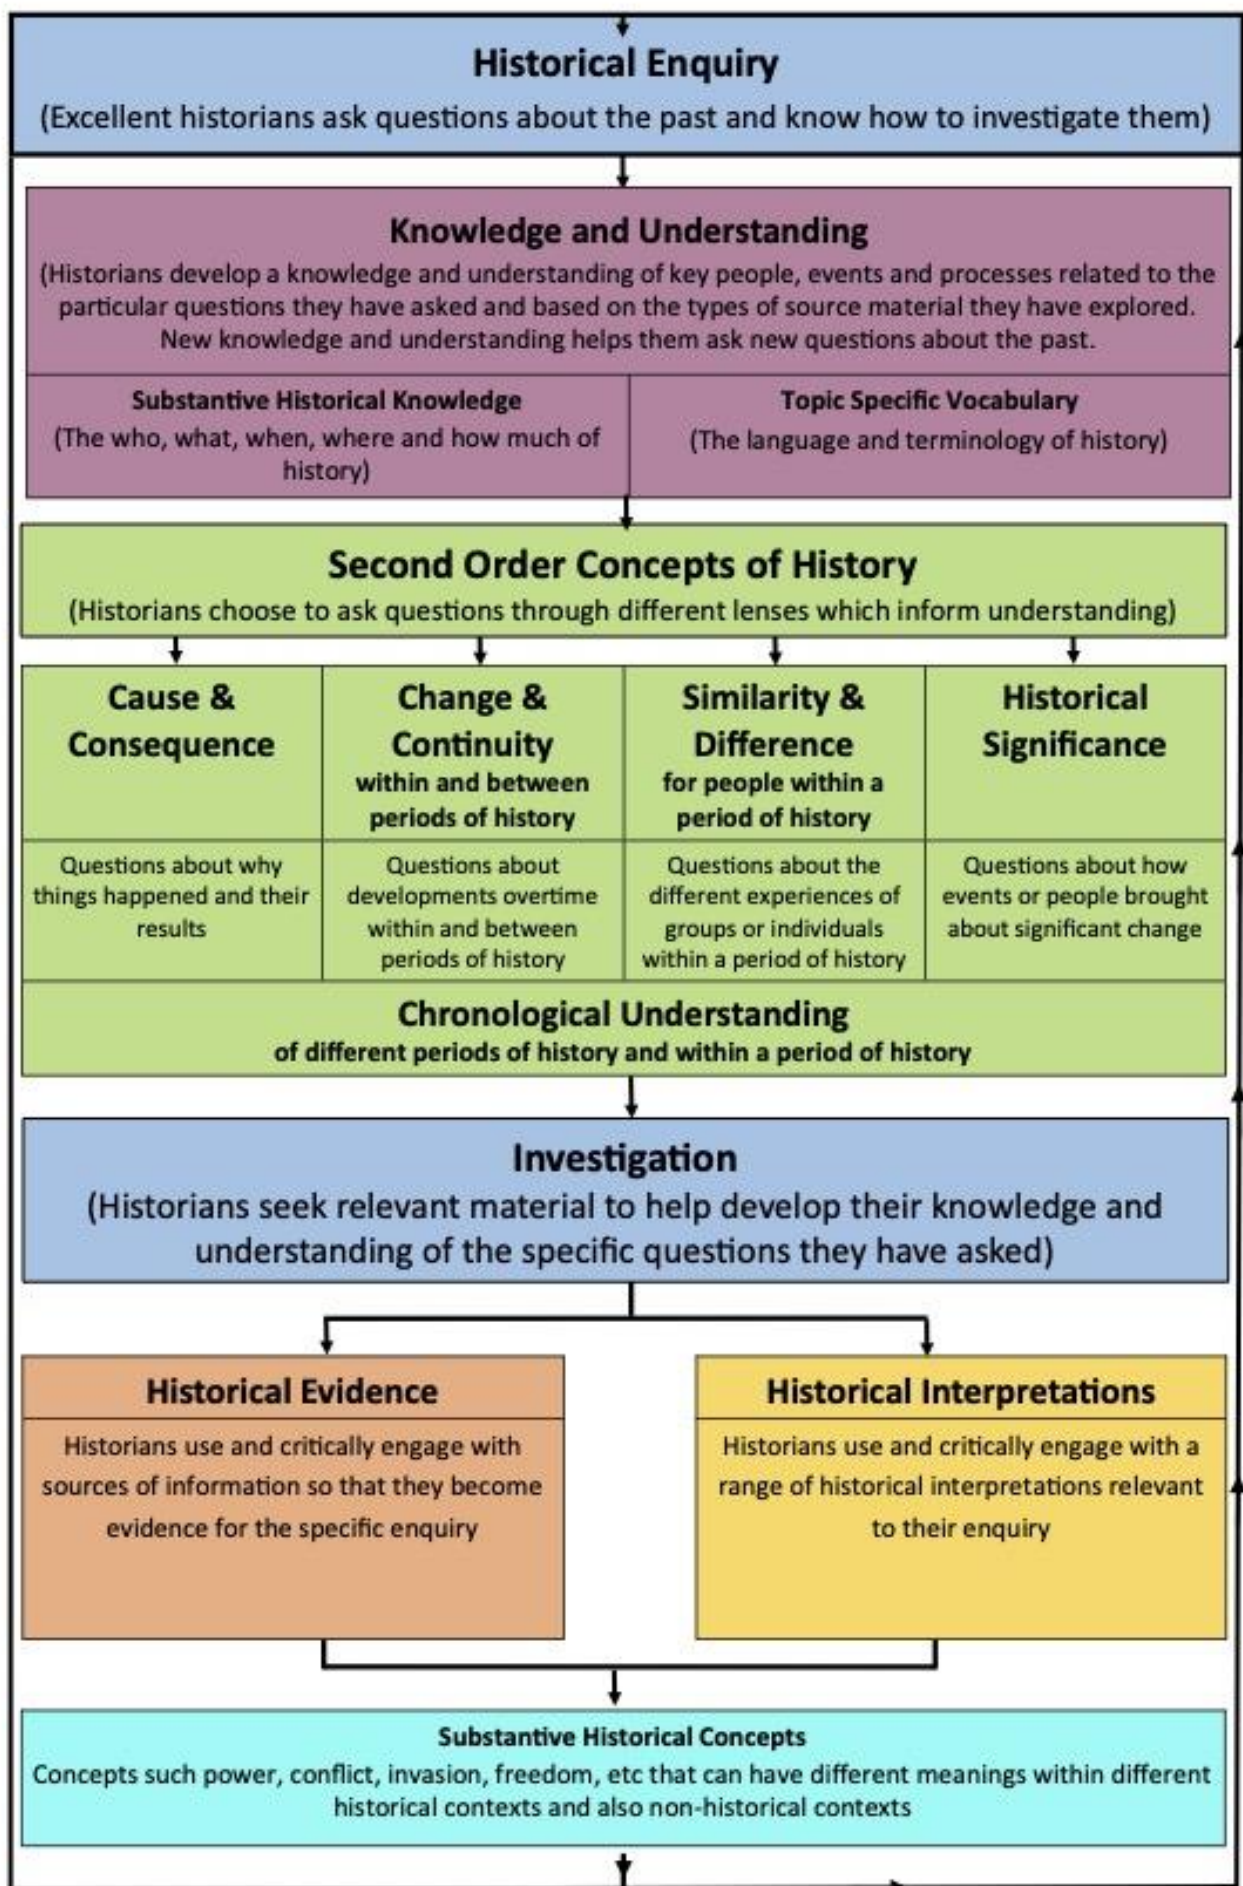 Historical Enquiry
(Excellent historians ask questions about the past and know how to investigate them)
Knowledge and Understanding
(Historians develop a knowledge and understanding of key people, events and processes related to the
particular questions they have asked and based on the types of source material they have explored.
New knowledge and understanding helps them ask new questions about the past.
Substantive Historical Knowledge
(The who, what, when, where and how much of
history)
Topic Specific Vocabulary
(The language and terminology of history)
Second Order Concepts of History
(Historians choose to ask questions through different lenses which inform understanding)
Cause &
Consequence
Change &
Continuity
within and between
periods of history
Similarity &
Difference
for people within a
period of history
Historical
Significance
Questions about why
things happened and their
results
Questions about
developments overtime
within and between
periods of history
Questions about the
different experiences of
groups or individuals
within a period of history
Questions about how
events or people brought
about significant change
Chronological Understanding
of different periods of history and within a period of history
Investigation
(Historians seek relevant material to help develop their knowledge and
understanding of the specific questions they have asked)
Historical Evidence
Historians use and critically engage with
sources of information so that they become
evidence for the specific enquiry
Historical Interpretations
Historians use and critically engage with a
range of historical interpretations relevant
to their enquiry
Substantive Historical Concepts
Concepts such power, conflict, invasion, freedom, etc that can have different meanings within different
historical contexts and also non-historical contexts